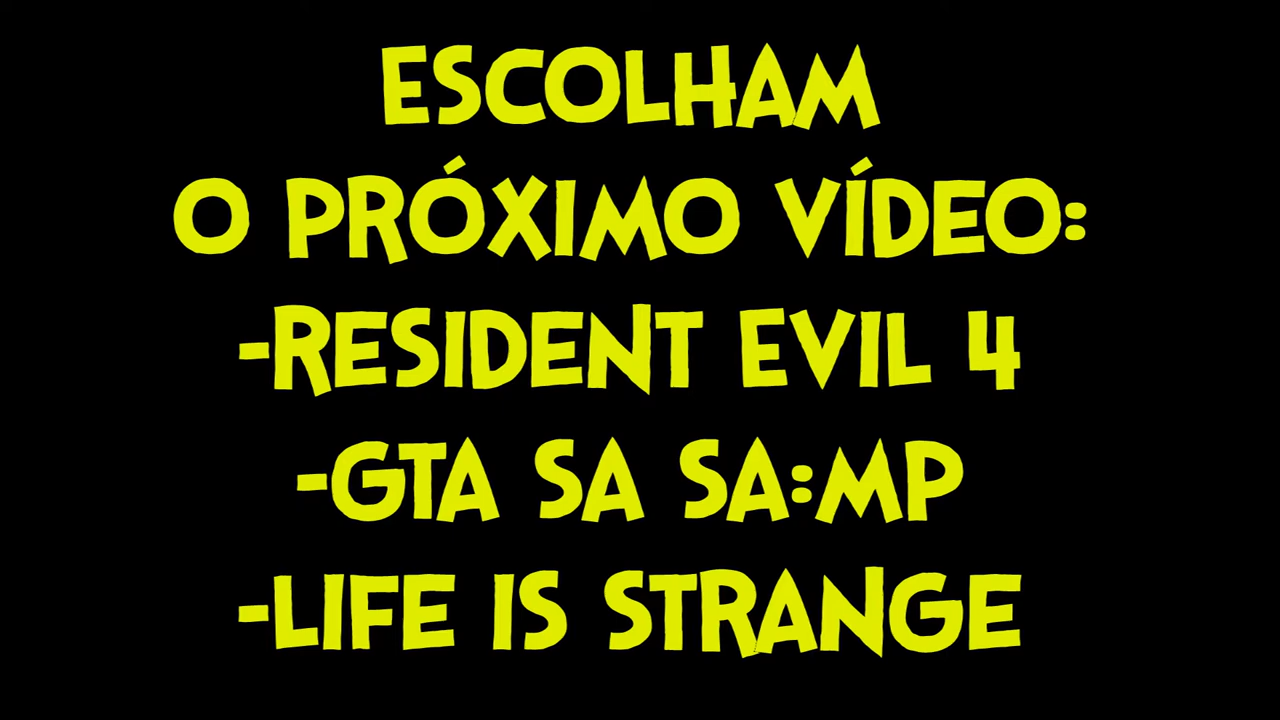 ESCOLHAM
O PRÓXIMO VÍDEO:
-RESIDENT EVIL 4
-GTA SA SA:MP
-LIFE IS STRANGE